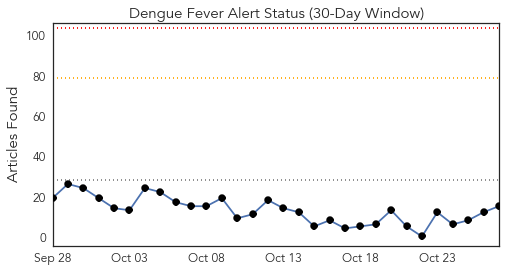 Dengue Fever Alert Status (30-Day Window)
Articles Found
100
80
60
40
20
0
Sep 28 Oct 03 Oct 08 Oct 13 Oct 18 Oct 23